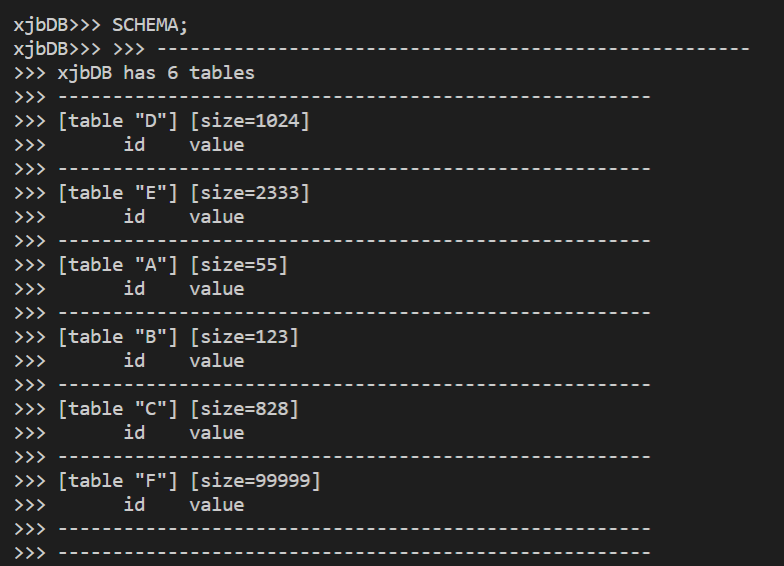 xjbDB>>> SCHEMA;
xjbDB>>> >>> ------------------------------------------------------
>>> xjbDB has 6 tables
>>> ------------------------------------------------------
>>> [table "D"] [size=1024]
>>>       id    value
>>> ------------------------------------------------------
>>> [table "E"] [size=2333]
>>>       id    value
>>> ------------------------------------------------------
>>> [table "A"] [size=55]
>>>       id    value
>>> ------------------------------------------------------
>>> [table "B"] [size=123]
>>>       id    value
>>> ------------------------------------------------------
>>> [table "C"] [size=828]
>>>       id    value
>>> ------------------------------------------------------
>>> [table "F"] [size=99999]
>>>       id    value
>>> ------------------------------------------------------
>>> ------------------------------------------------------